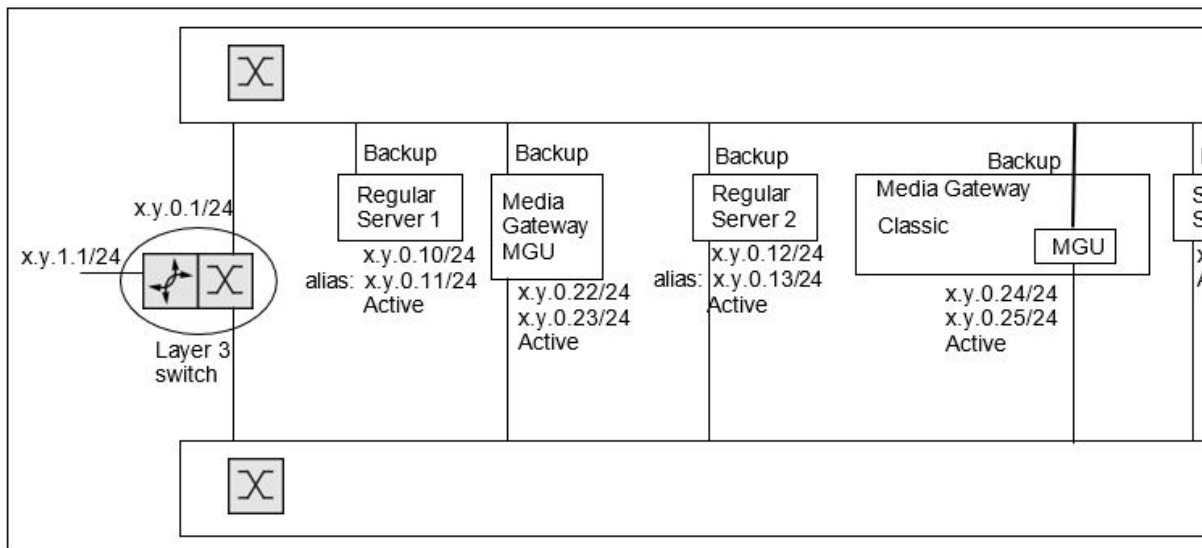 Backup
Backup
Backup
Backup
Regular
Server 1
Media
Gateway
MGU
Regular
Server 2
Media Gateway
Classic
MGU
x.y.0.1/24
x.y.1.1/24
Layer 3
switch
x.y.0.10/24
alias: x.y.0.11/24
Active
x.y.0.22/24
x.y.0.23/24
Active
x.y.0.12/24
alias: x.y.0.13/24
Active
x.y.0.24/24
x.y.0.25/24
Active